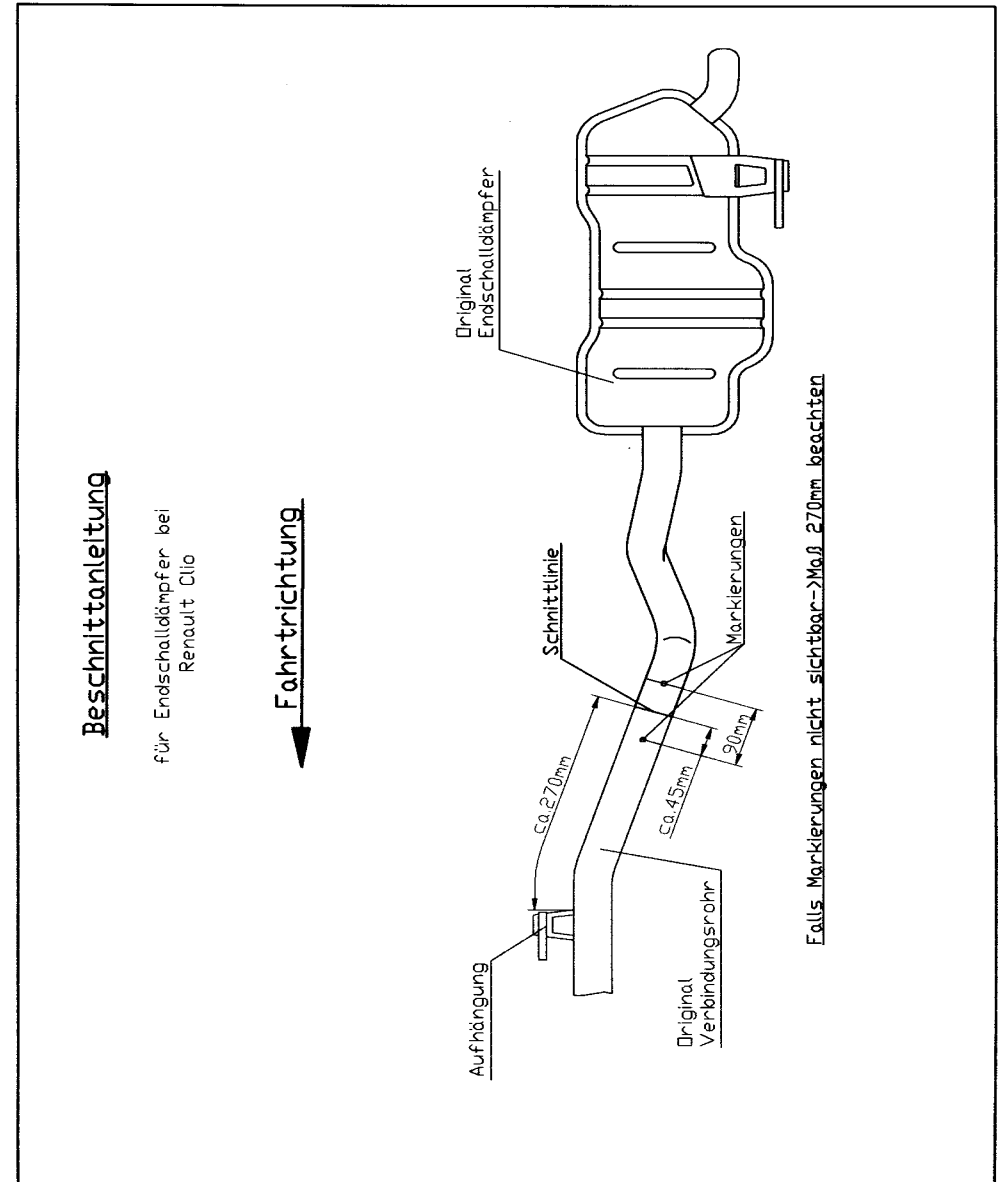 Beschnittanleitung
für Endschalldämpfer bei
Renault Clio
Fahrtrichtung
Original
Endschalldämpfer
Schnittlinie
Markierungen
ca.270mm
90mm
ca.45mm
Aufhängung
Original
Verbindungsrohr
Falls Markierungen nicht sichtbar->Maß 270mm beachten